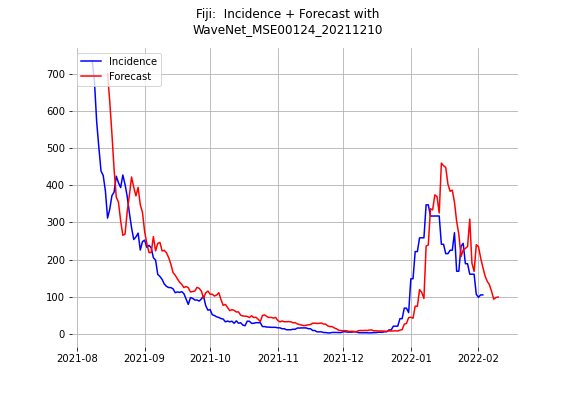 Fiji:  Incidence + Forecast with
WaveNet_MSE00124_20211210
Incidence
Forecast
700
600
500
400
300
200
100
0
2021-08 2021-09 2021-10 2021-11 2021-12 2022-01 2022-02